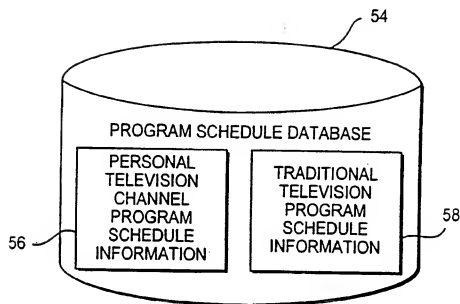 54
PROGRAM SCHEDULE DATABASE
PERSONAL
TELEVISION
CHANNEL
PROGRAM
SCHEDULE
INFORMATION
56
TRADITIONAL
TELEVISION
PROGRAM
SCHEDULE
INFORMATION
58